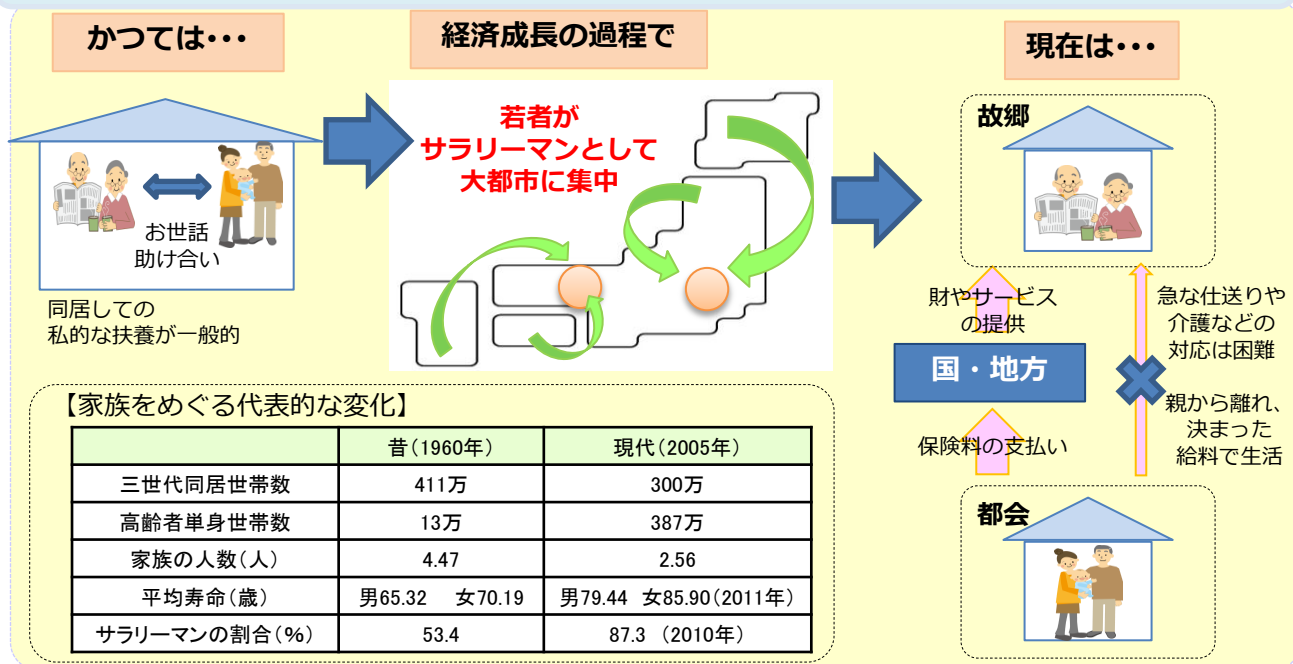 かつては・・・
お世話
助け合い
同居しての
私的な扶養が一般的
経済成長の過程で
若者が
サラリーマンとして
大都市に集中
現在は・・・
故郷
財やサービス
の提供
国・地方
保険料の支払い
急な仕送りや
介護などの
対応は困難
親から離れ、
決まった
給料で生活
都会
【家族をめぐる代表的な変化】
昔(1960年) 現代(2005年)
三世代同居世帯数 411万 300万
高齢者単身世帯数 13万 387万
家族の人数(人) 4.47 2.56
平均寿命(歳) 男65.32 女70.19 男79.44 女85.90(2011年)
サラリーマンの割合(%) 53.4 87.3 (2010年)